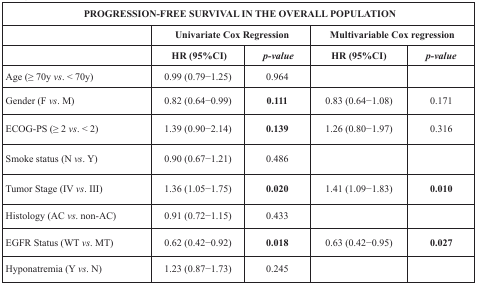 PROGRESSION-FREE SURVIVAL IN THE OVERALL POPULATION
Univariate Cox Regression Multivariable Cox regression
HR (95%CI) p-value HR (95%CI) p-value
Age (≥ 70y vs. < 70y) 0.99 (0.79−1.25) 0.964
Gender (F vs. M) 0.82 (0.64−0.99) 0.111 0.83 (0.64−1.08) 0.171
ECOG-PS (≥ 2 vs. < 2) 1.39 (0.90−2.14) 0.139 1.26 (0.80−1.97) 0.316
Smoke status (N vs. Y) 0.90 (0.67−1.21) 0.486
Tumor Stage (IV vs. III) 1.36 (1.05−1.75) 0.020 1.41 (1.09−1.83) 0.010
Histology (AC vs. non-AC) 0.91 (0.72−1.15) 0.433
EGFR Status (WT vs. MT) 0.62 (0.42−0.92) 0.018 0.63 (0.42−0.95) 0.027
Hyponatremia (Y vs. N) 1.23 (0.87−1.73) 0.245